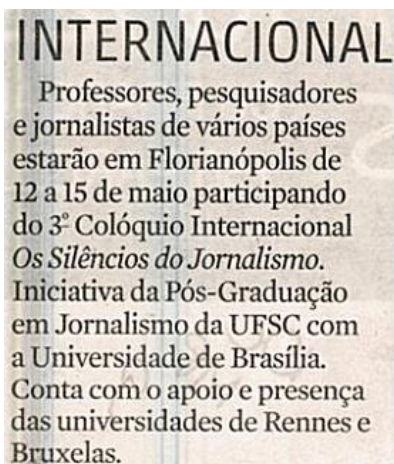 INTERNACIONAL
Professores, pesquisadores
e jornalistas de vários países
estarão em Florianópolis de
12 a 15 de maio participando
do 3º Colóquio Internacional
Os Silêncios do Jornalismo.
Iniciativa da Pós-Graduação
em Jornalismo da UFSC com
a Universidade de Brasília.
Conta com o apoio e presença
das universidades de Rennes e
Bruxelas.